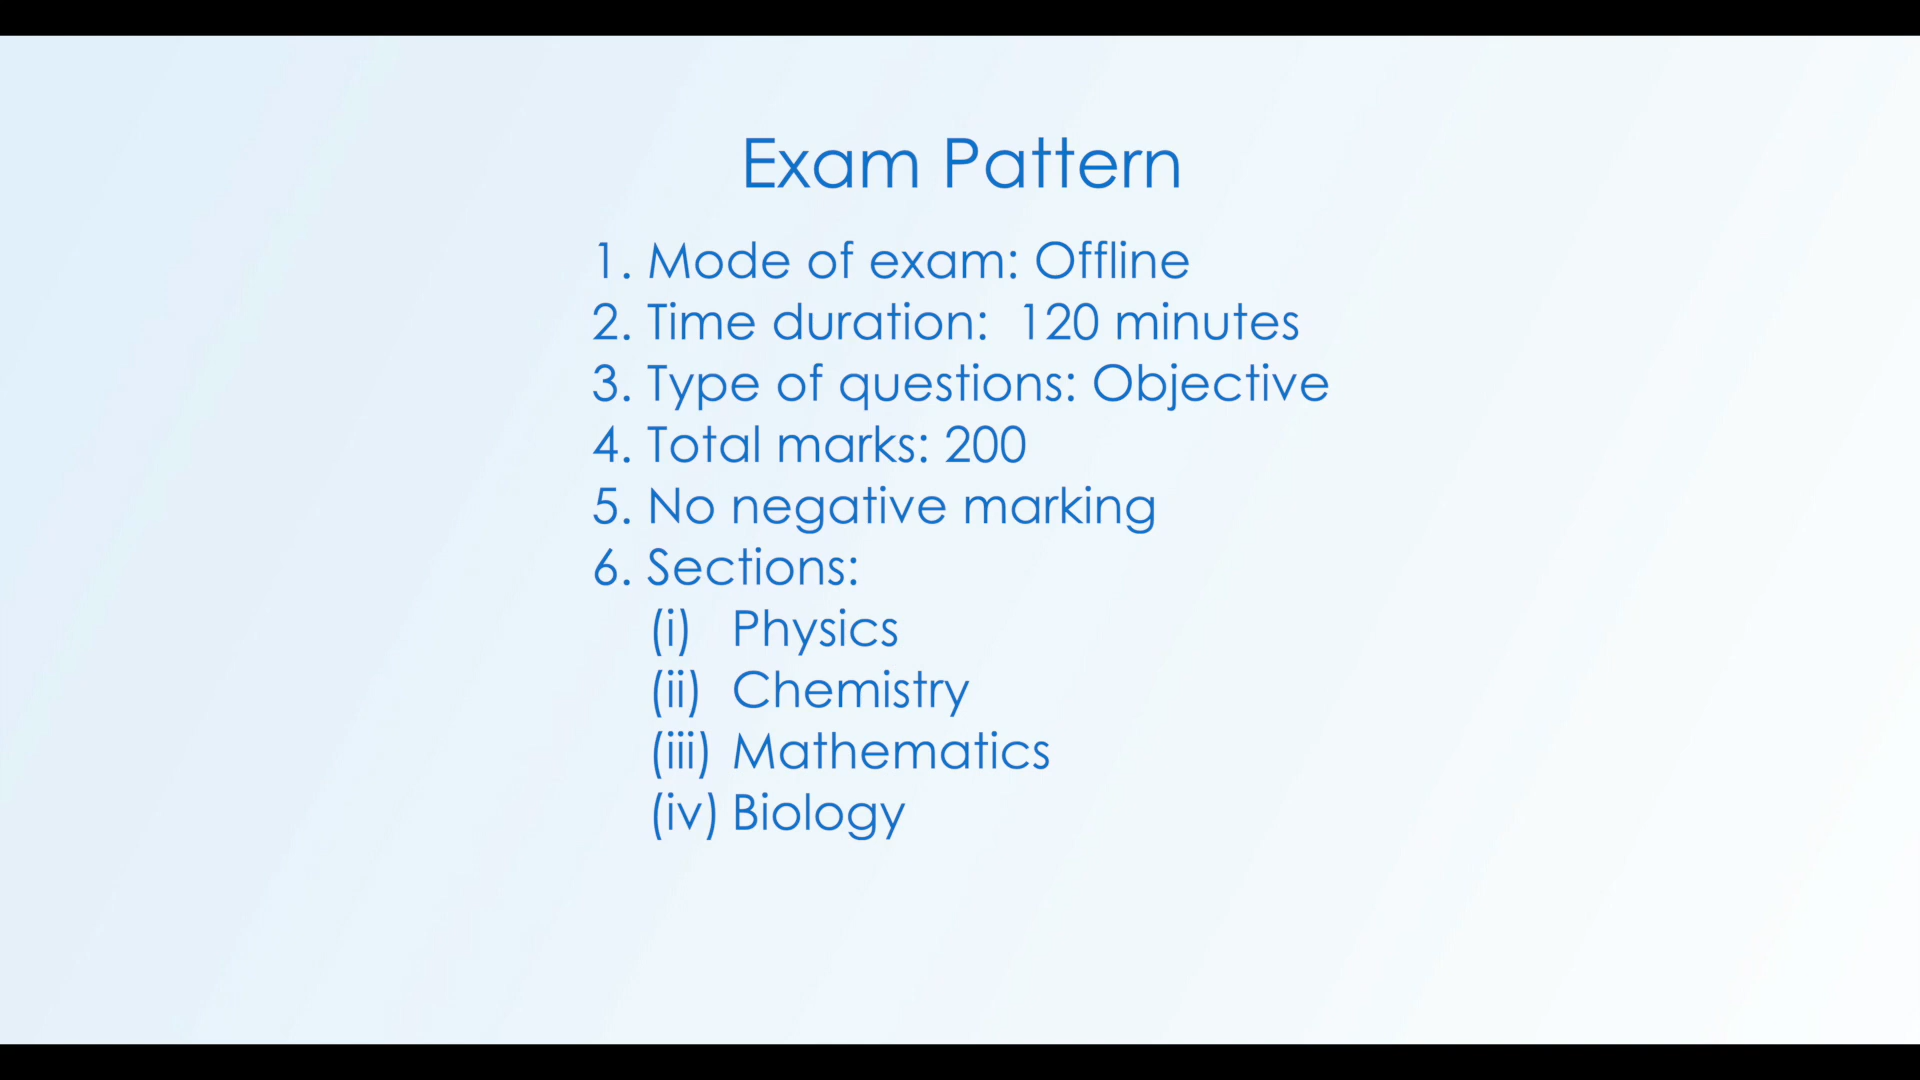 Exam Pattern
1. Mode of exam: Offline
2. Time duration: 120 minutes
3. Type of questions: Objective
4. Total marks: 200
5. No negative marking
6. Sections:
(i) Physics
(ii) Chemistry
(iii) Mathematics
(iv) Biology